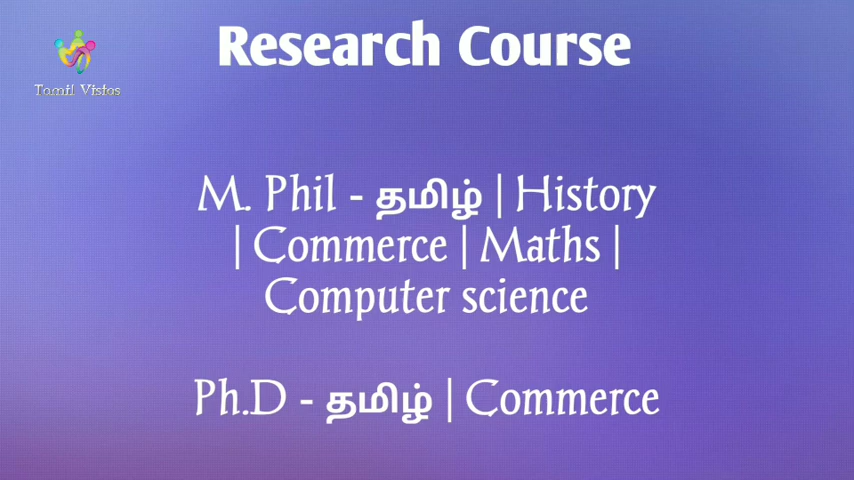 Research Course
Tamil Vistas
M. Phil - தமிழ் | History
| Commerce | Maths |
Computer science
Ph.D - தமிழ் | Commerce